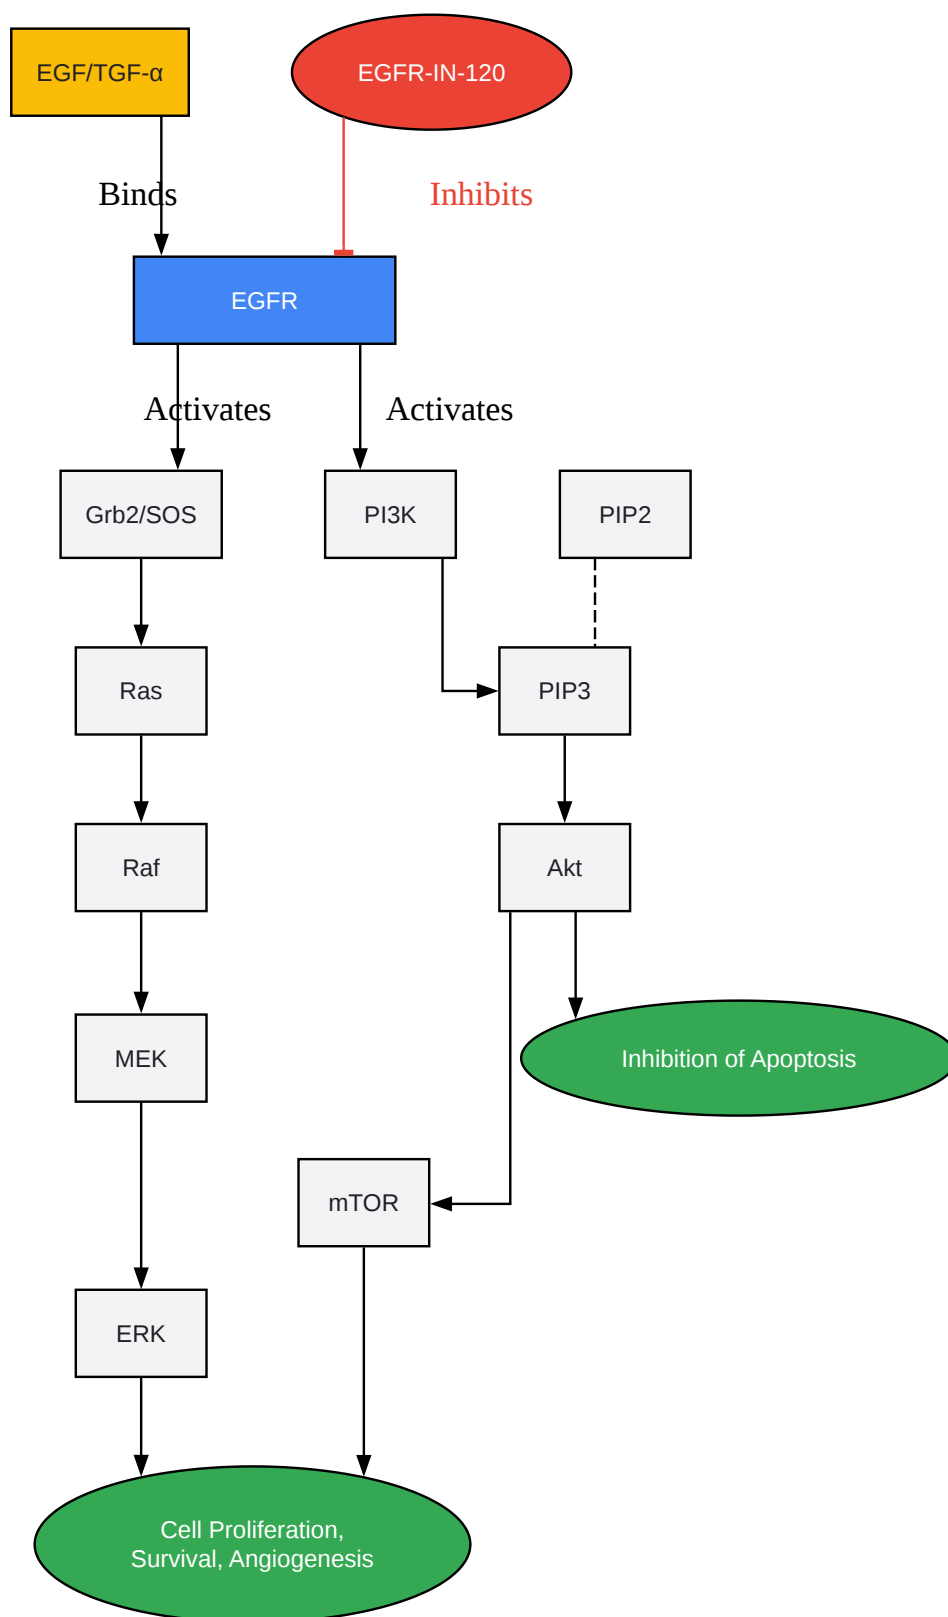 EGF/TGF-α
EGFR-IN-120
Binds
Inhibits
EGFR
Activates
Activates
Grb2/SOS
PI3K
PIP2
Ras
PIP3
Raf
Akt
MEK
Inhibition of Apoptosis
mTOR
ERK
Cell Proliferation,
Survival, Angiogenesis